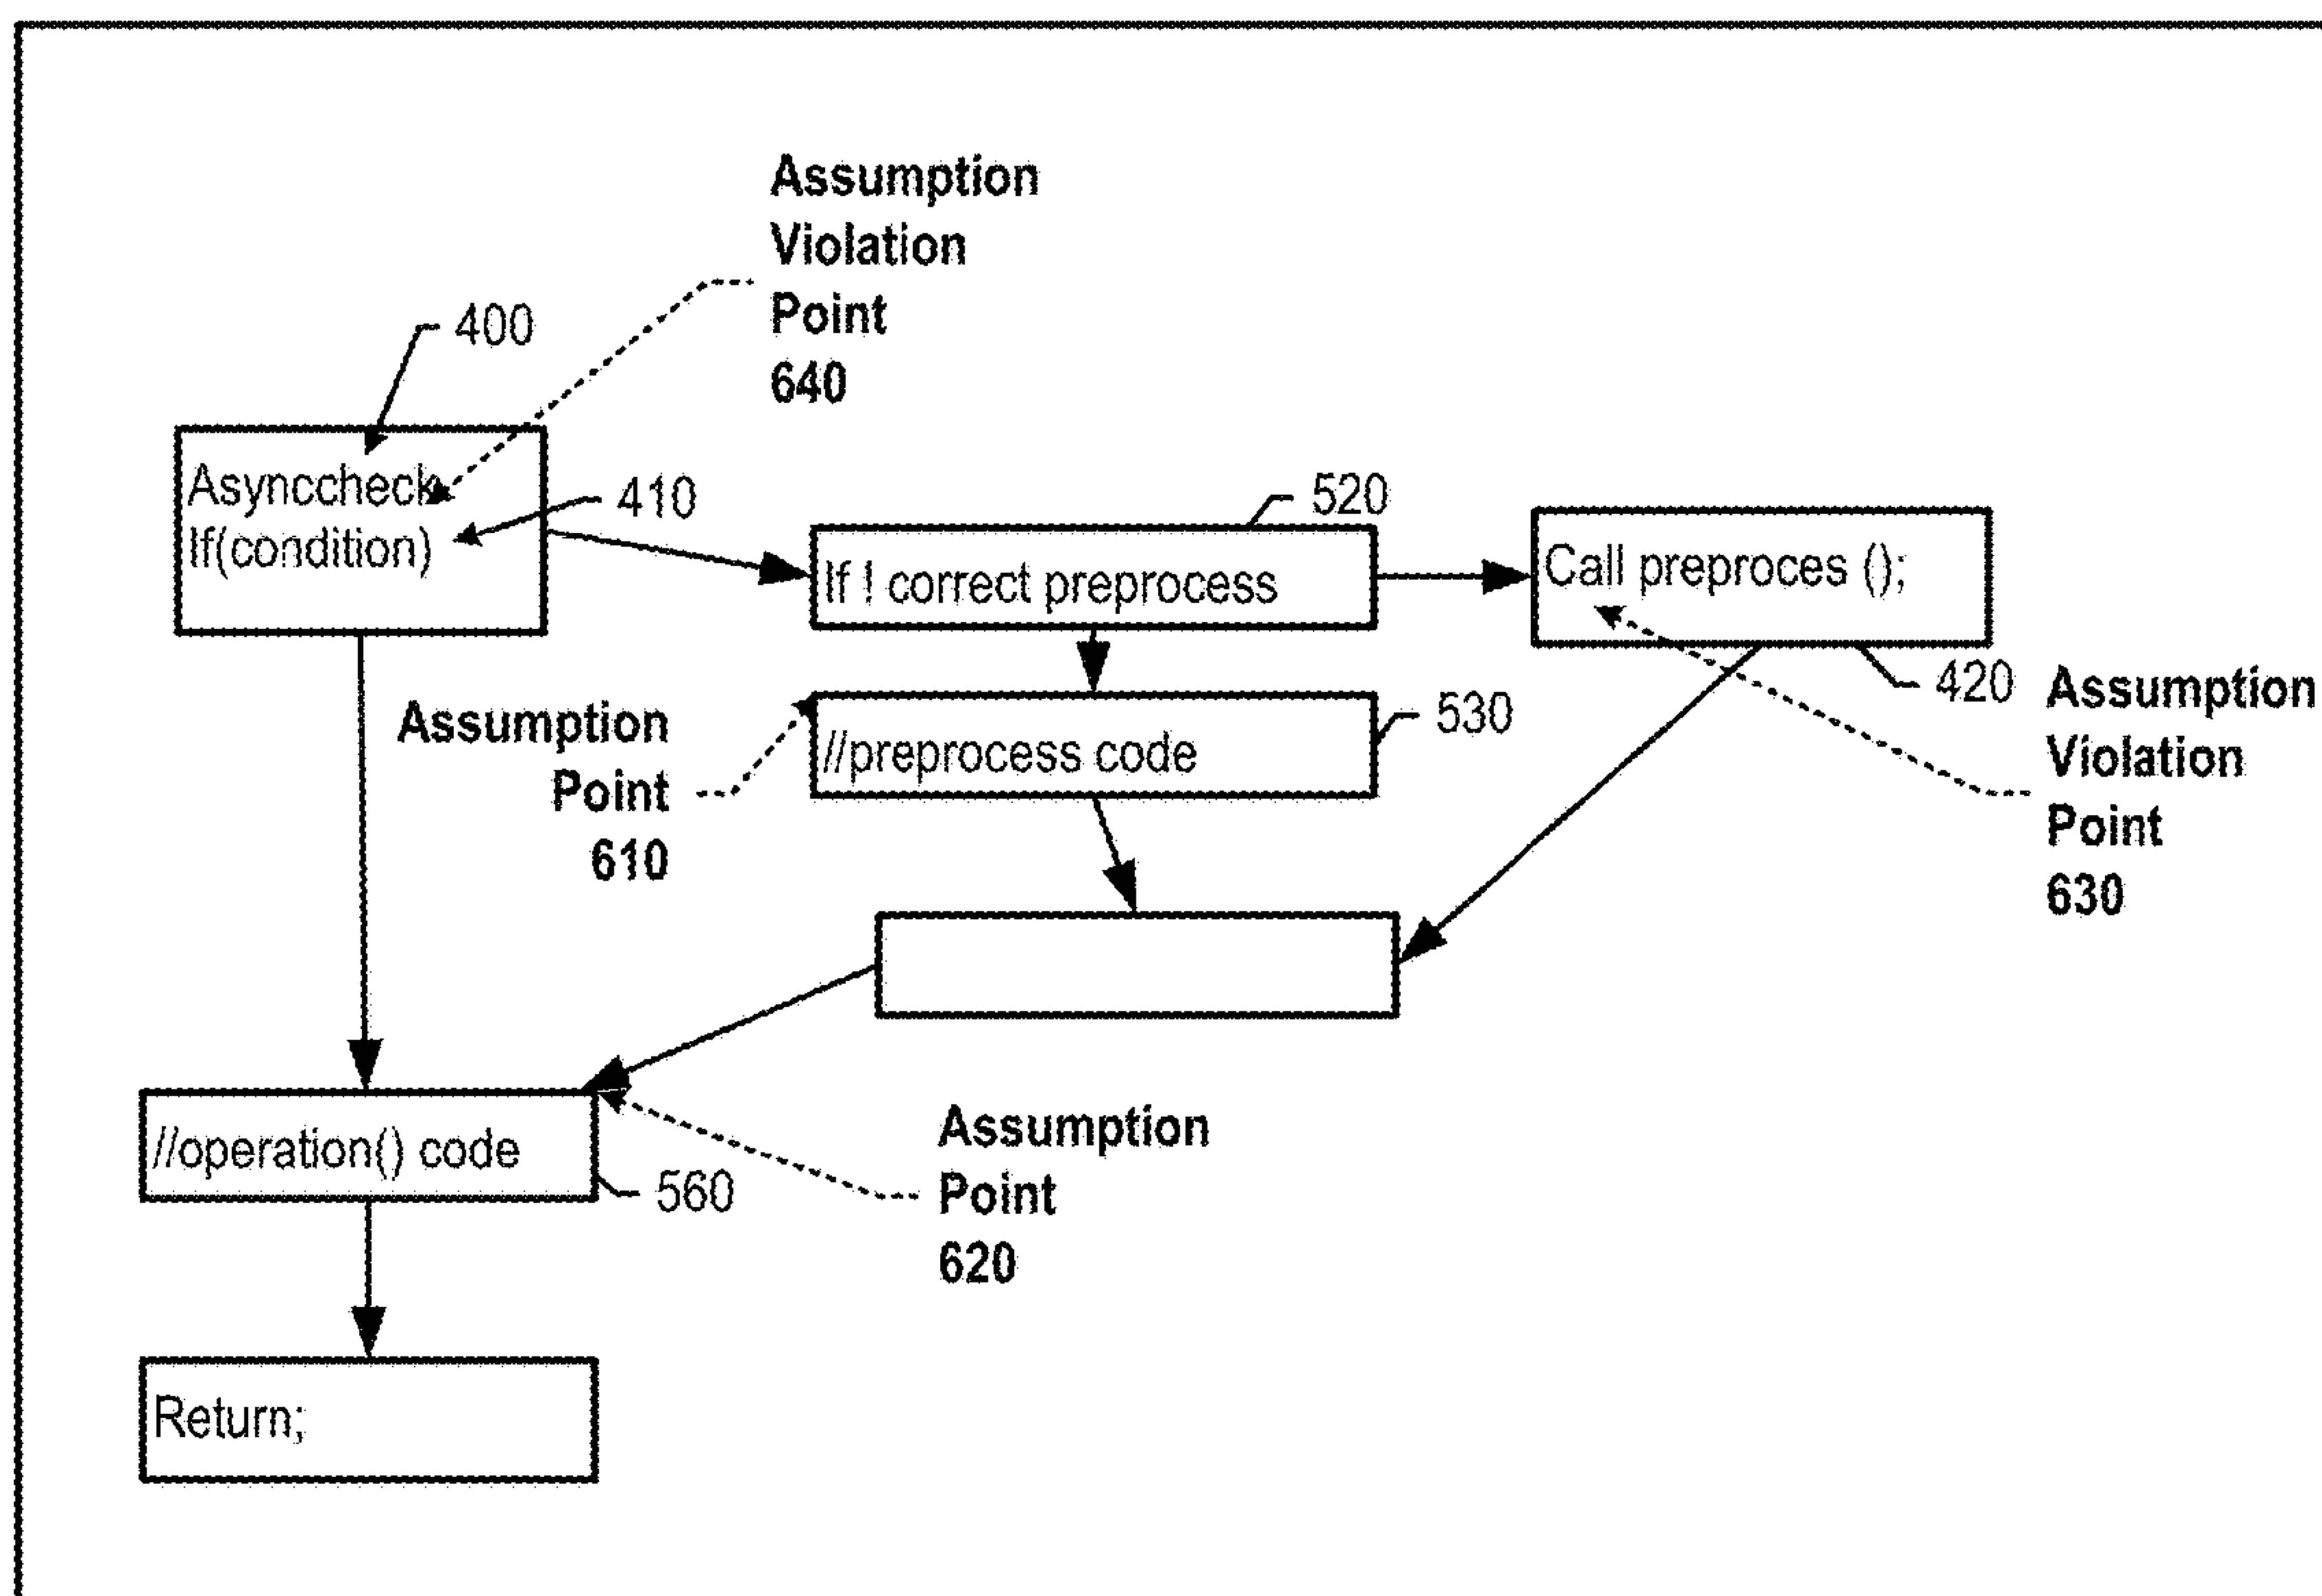 Assumption
Violation
Point
640
400
Asynccheck
If(condition)
410
520
If ! correct preprocess
Call preproces ();
420
Assumption
Violation
Point
630
Assumption
Point
610
530
//preprocess code
//operation() code
560
Assumption
Point
620
Return;